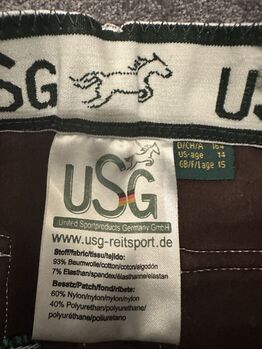 USG
US
USG
United Sportproducts Germany GmbH
www.usg-reitsport.de
Stoff/fabric/tissu/tejido:
93% Baumwolle/cotton/coton/algodón
7% Elasthan/spandex/élasthanne/elastan
Besatz/Patch/fond/ribete:
60% Nylon/nylon/nylon/nylon
40% Polyurethan/polyurethane/
polyuréthane/poliuretano
D/CH/A 164
US-age 14
GB/F/I age 15